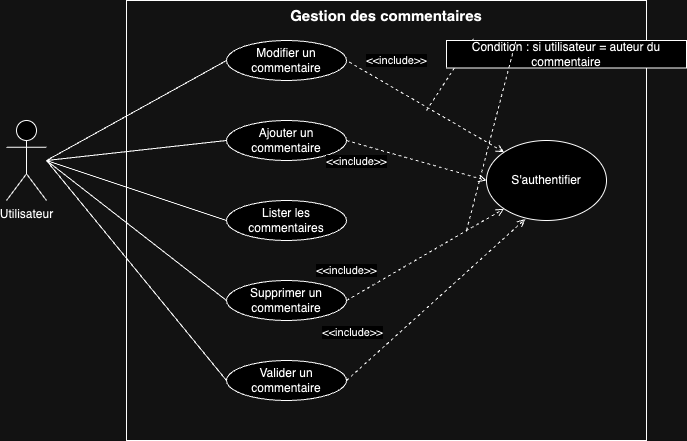 Gestion des commentaires
Modifier un
commentaire
<<include>>
Condition : si utilisateur = auteur du
commentaire
Ajouter un
commentaire
<<include>>
S'authentifier
Utilisateur
Lister les
commentaires
<<include>>
Supprimer un
commentaire
<<include>>
Valider un
commentaire